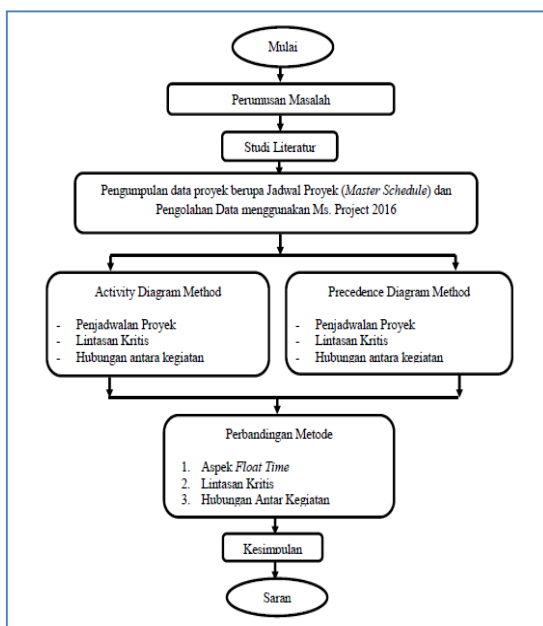 Mulai
Perumusan Masalah
Studi Literatur
Pengumpulan data proyek berupa Jadwal Proyek (Master Schedule) dan
Pengolahan Data menggunakan Ms. Project 2016
Activity Diagram Method
- Penjadwalan Proyek
- Lintasan Kritis
- Hubungan antara kegiatan
Precedence Diagram Method
- Penjadwalan Proyek
- Lintasan Kritis
- Hubungan antara kegiatan
Perbandingan Metode
1. Aspek Float Time
2. Lintasan Kritis
3. Hubungan Antar Kegiatan
Kesimpulan
Saran